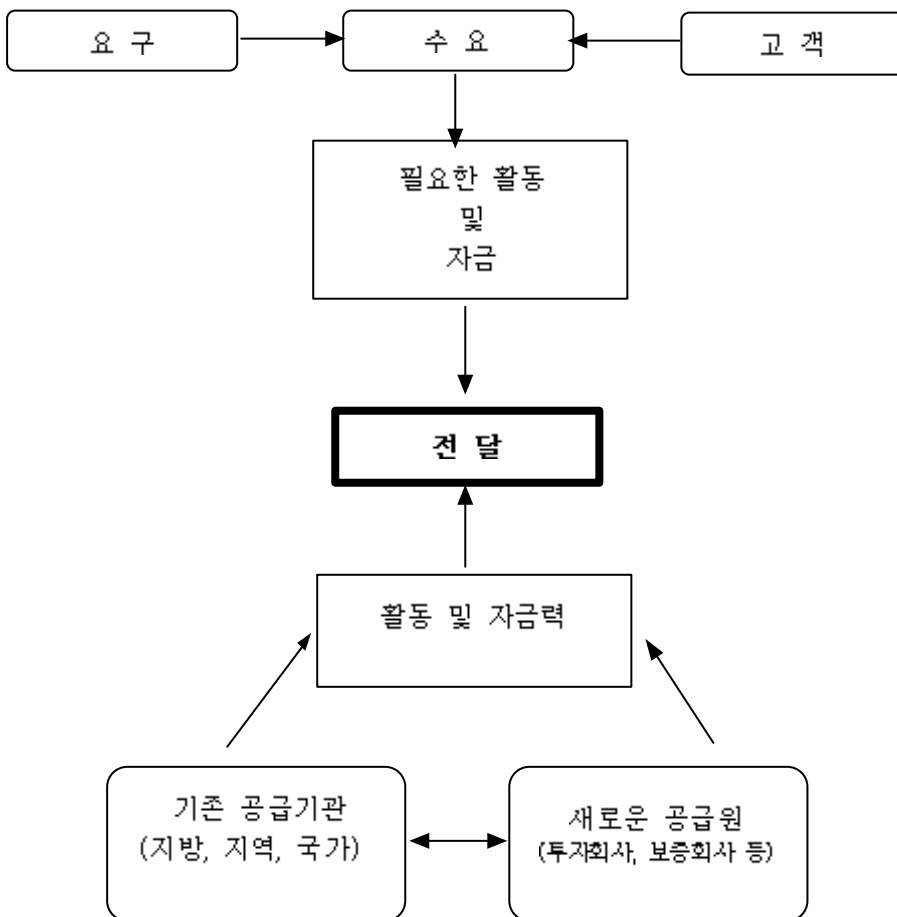 요 구
수 요
고 객
필요한 활동
및
자금
전 달
활동 및 자금력
기존 공급기관
(지방, 지역, 국가)
새로운 공급원
(투자회사, 보증회사 등)